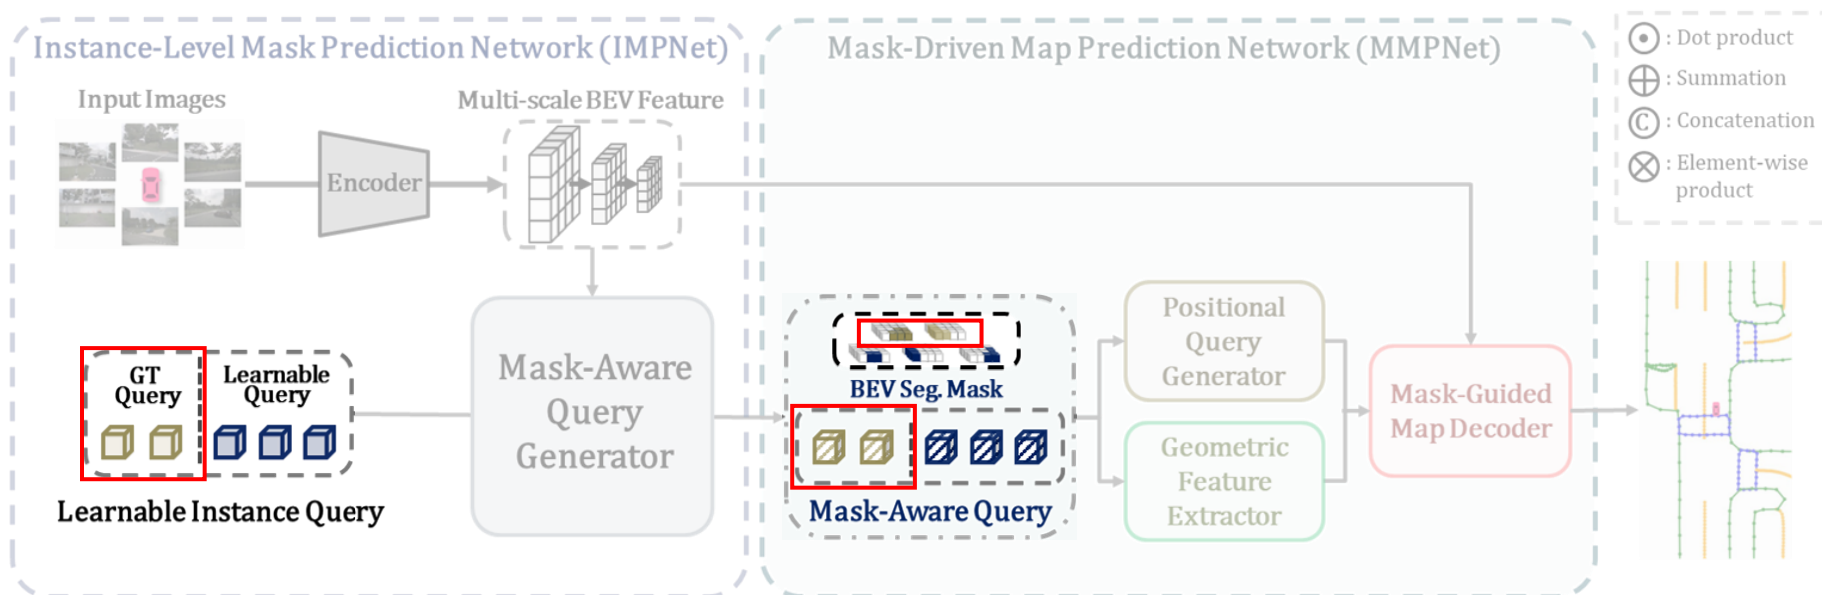 Instance-Level Mask Prediction Network (IMPNet)
Input Images
Multi-scale BEV Feature
Encoder
GT
Query
Learnable
Query
Learnable Instance Query
Mask-Aware
Query
Generator
Mask-Driven Map Prediction Network (MMPNet)
BEV Seg. Mask
Mask-Aware Query
Positional
Query
Generator
Geometric
Feature
Extractor
Mask-Guided
Map Decoder
: Dot product
: Summation
C : Concatenation
: Element-wise
product